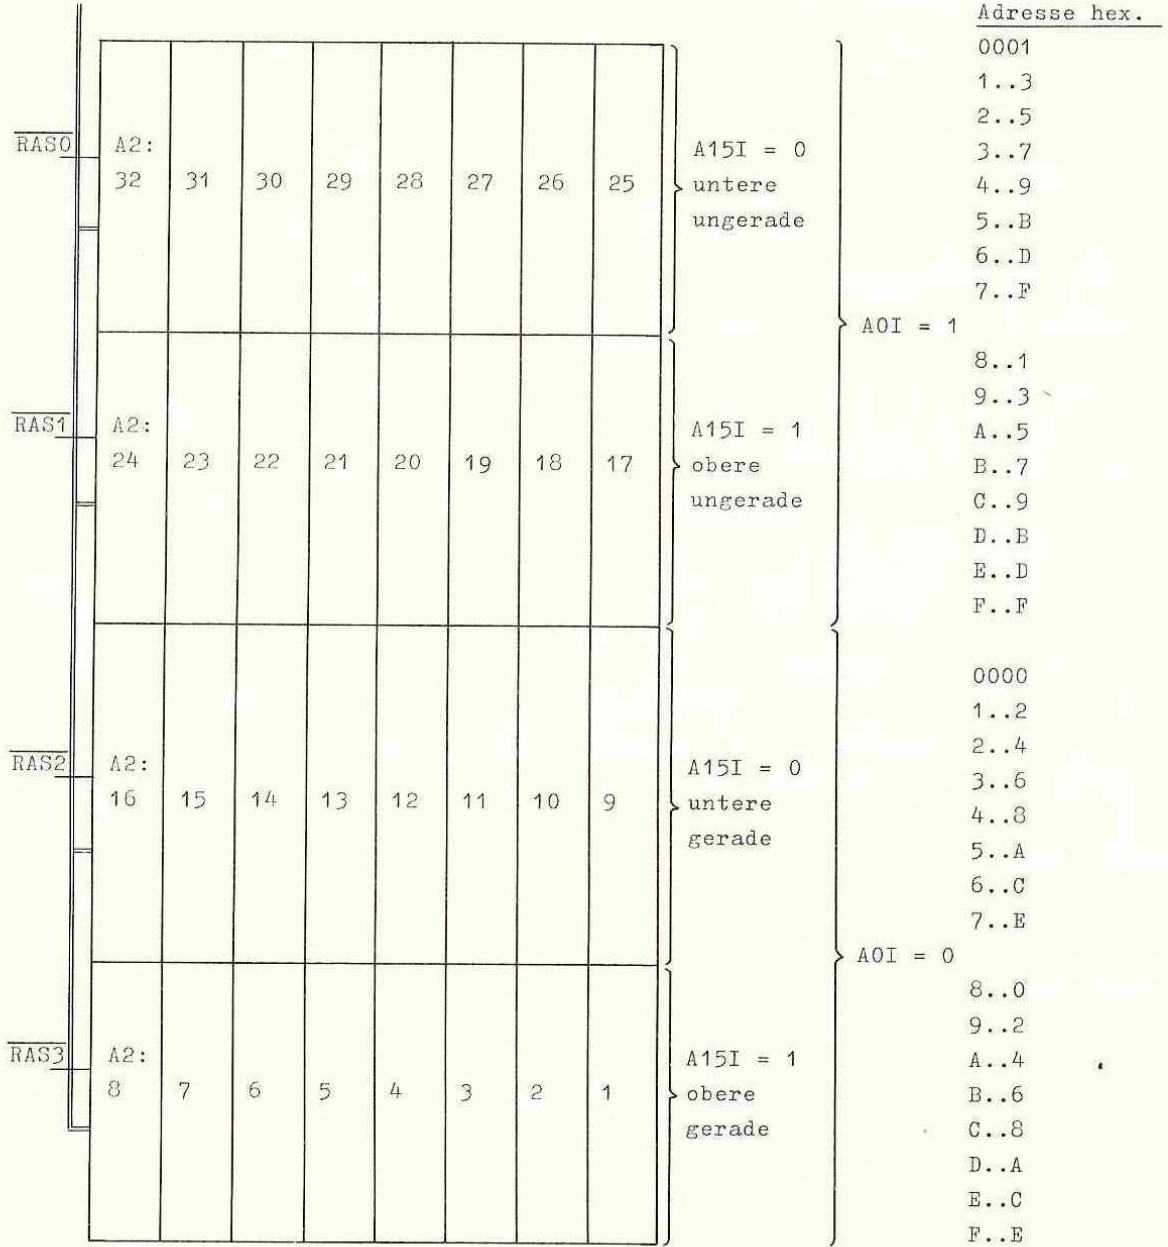 Adresse hex.
0001
1..3
2..5
3..7
4..9
5..B
6..D
7..F
RAS0
A2:
32 31 30 29 28 27 26 25
A15I = 0
untere
ungerade
A0I = 1
8..1
9..3
A..5
B..7
C..9
D..B
E..D
F..F
RAS1
A2:
24 23 22 21 20 19 18 17
A15I = 1
obere
ungerade
0000
1..2
2..4
3..6
4..8
5..A
6..C
7..E
RAS2
A2:
16 15 14 13 12 11 10 9
A15I = 0
untere
gerade
A0I = 0
8..0
9..2
A..4
B..6
C..8
D..A
E..C
F..E
RAS3
A2:
8 7 6 5 4 3 2 1
A15I = 1
obere
gerade